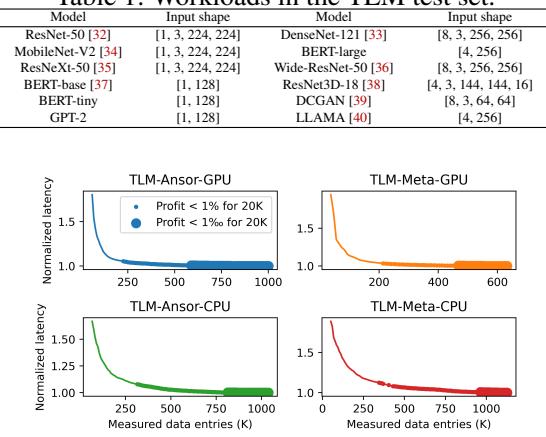 Table 1: Workloads in the TLM test set.
Model Input shape Model Input shape
ResNet-50 [32] [1, 3, 224, 224] DenseNet-121 [33] [8, 3, 256, 256]
MobileNet-V2 [34] [1, 3, 224, 224] BERT-large [4, 256]
ResNeXt-50 [35] [1, 3, 224, 224] Wide-ResNet-50 [36] [8, 3, 256, 256]
BERT-base [37] [1, 128] ResNet3D-18 [38] [4, 3, 144, 144, 16]
BERT-tiny [1, 128] DCGAN [39] [8, 3, 64, 64]
GPT-2 [1, 128] LLAMA [40] [4, 256]
TLM-Ansor-GPU
Normalized latency
1.5
1.0
Profit < 1% for 20K
Profit < 1‰ for 20K
250 500 750 1000
TLM-Meta-GPU
1.5
1.0
200 400 600
TLM-Ansor-CPU
Normalized latency
1.50
1.25
1.00
250 500 750 1000
Measured data entries (K)
TLM-Meta-CPU
1.5
1.0
0 250 500 750 1000
Measured data entries (K)